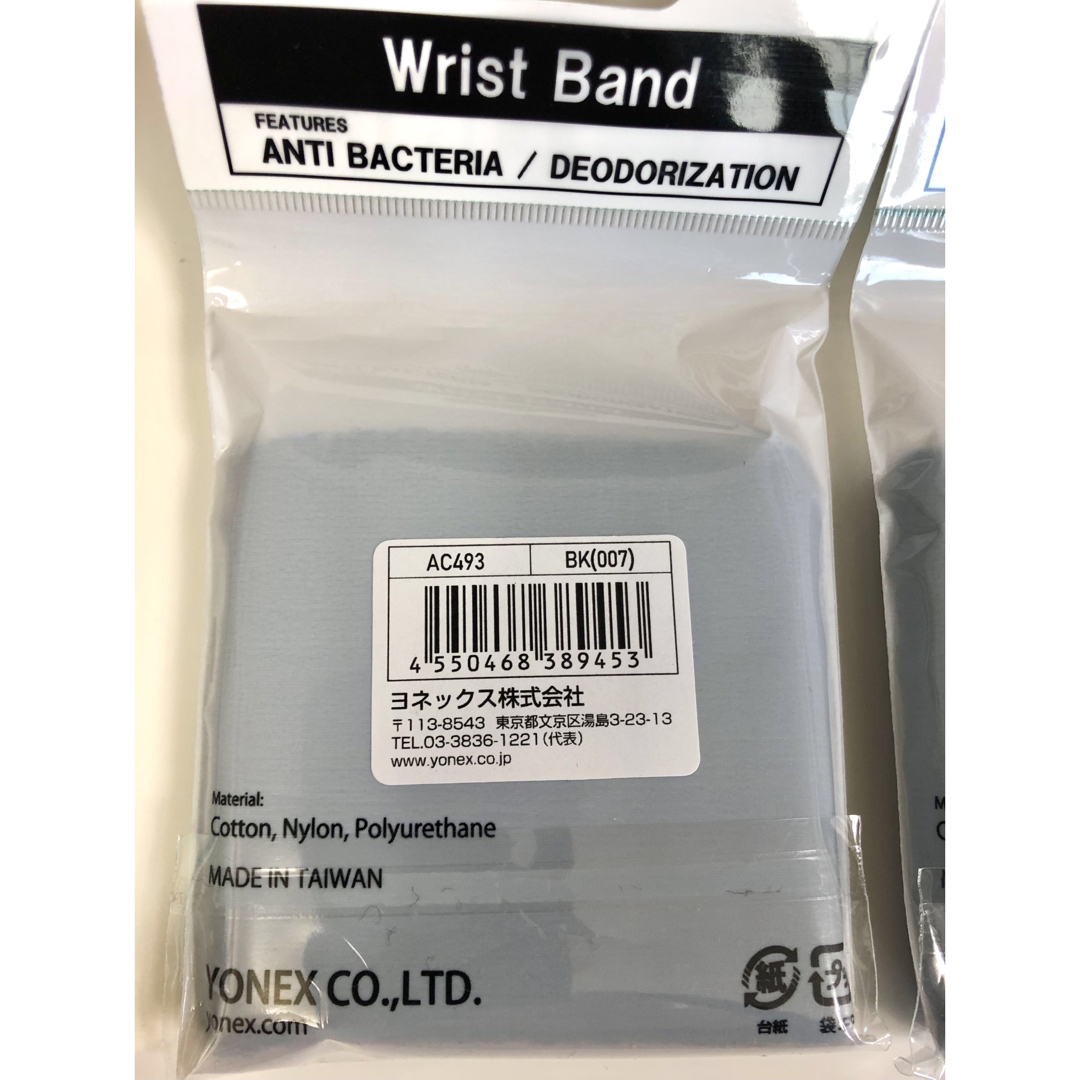 Wrist Band
FEATURES
ANTI BACTERIA / DEODORIZATION
AC493 BK(007)
4 550468 389453
ヨネックス株式会社
〒113-8543 東京都文京区湯島3-23-13
TEL.03-3836-1221(代表)
www.yonex.co.jp
Material:
Cotton, Nylon, Polyurethane
MADE IN TAIWAN
YONEX CO.,LTD.
yonex.com
紙
台紙